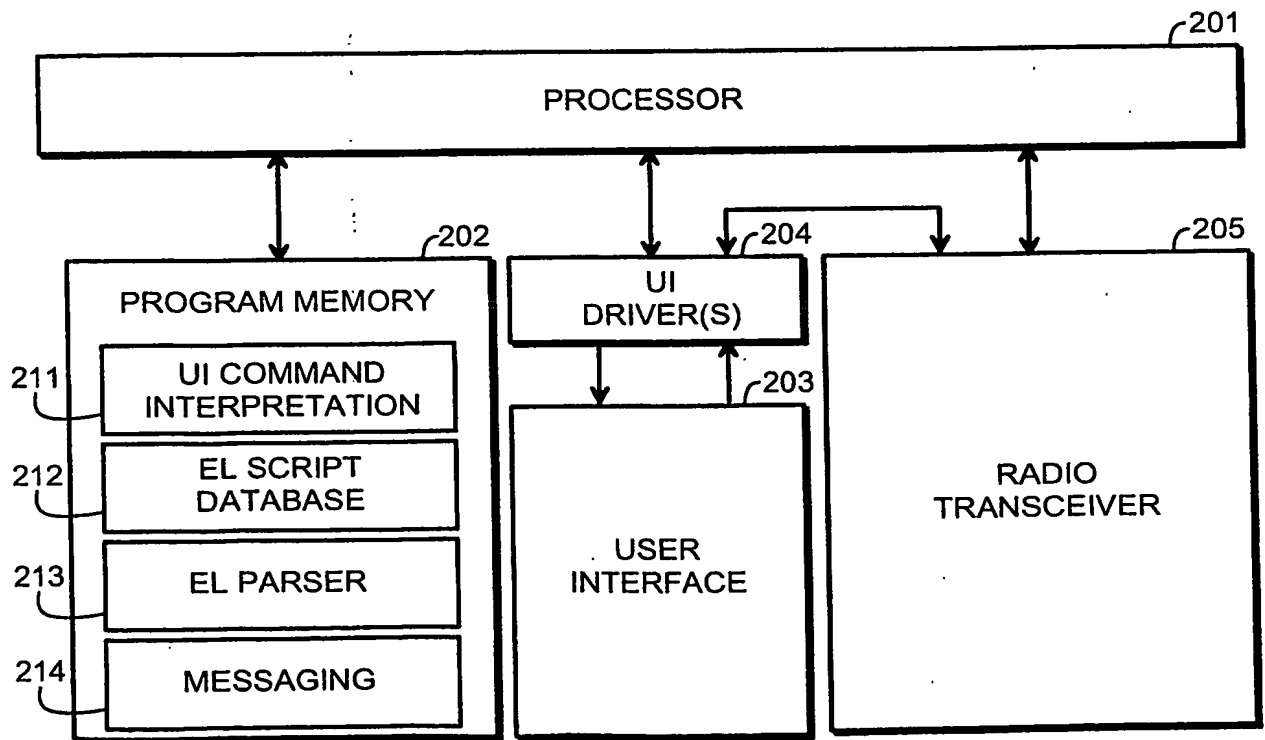 201
PROCESSOR
202
PROGRAM MEMORY
211
UI COMMAND
INTERPRETATION
212
EL SCRIPT
DATABASE
213
EL PARSER
214
MESSAGING
204
UI
DRIVER(S)
203
USER
INTERFACE
205
RADIO
TRANSCEIVER